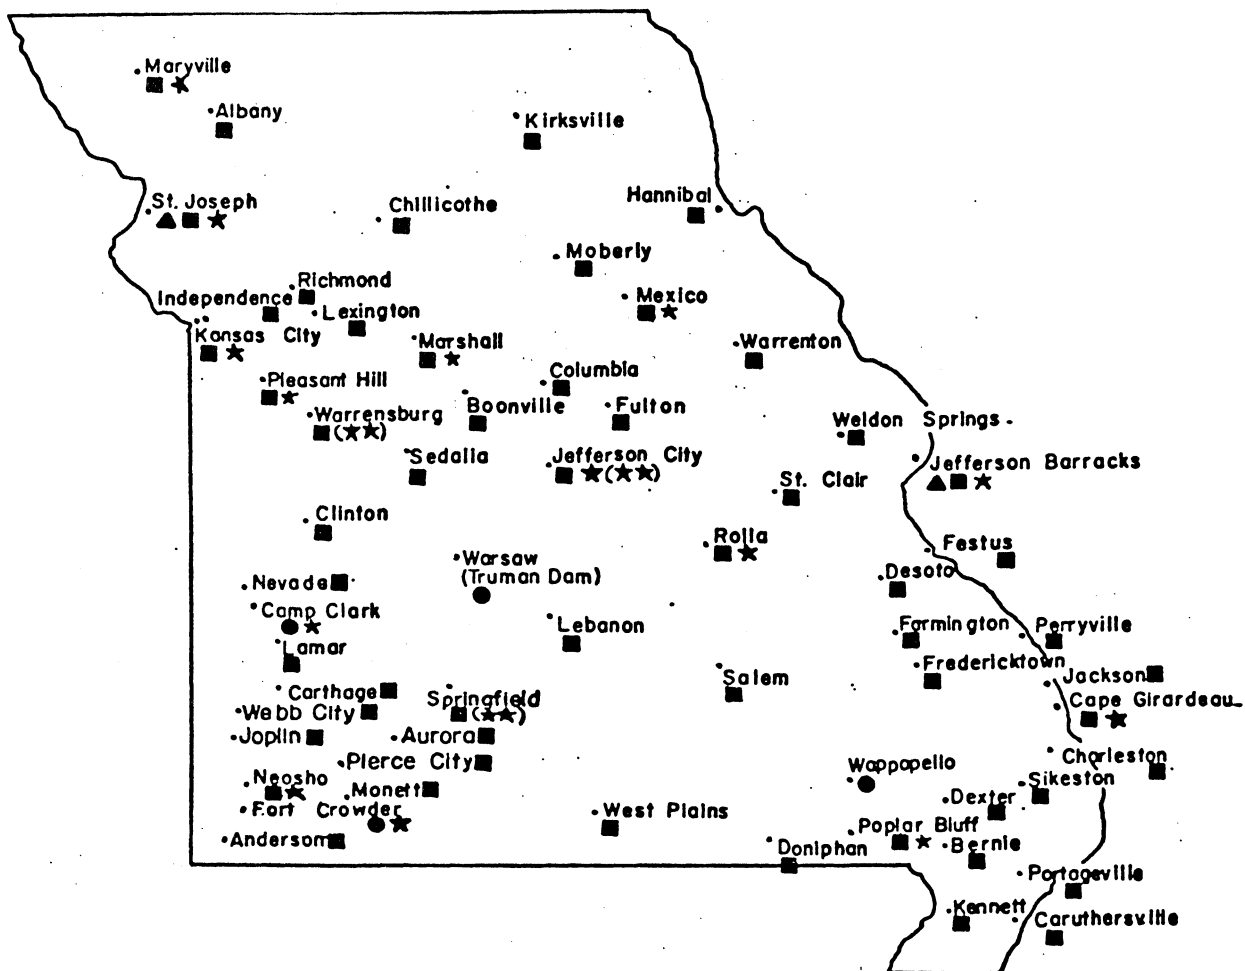 Maryville
Albany
Kirksville
St. Joseph
Chillicothe
Hannibal
Moberly
Richmond
Independence
Lexington
Mexico
Kansas City
Marshall
Warrenton
Pleasant Hill
Columbia
Warrensburg
Boonville
Fulton
Weldon Springs
Sedalia
Jefferson City
Jefferson Barracks
St. Clair
Clinton
Rolla
Festus
Warsaw
(Truman Dam)
Desoto
Nevada
Camp Clark
Lebanon
Farmington
Perryville
Lamar
Fredericktown
Salem
Jackson
Carthage
Springfield
Cape Girardeau
Webb City
Joplin
Aurora
Charleston
Pierce City
Wappapello
Neosho
Sikeston
Monett
Dexter
Fort Crowder
West Plains
Poplar Bluff
Anderson
Bernie
Doniphan
Portageville
Kennett
Caruthersville